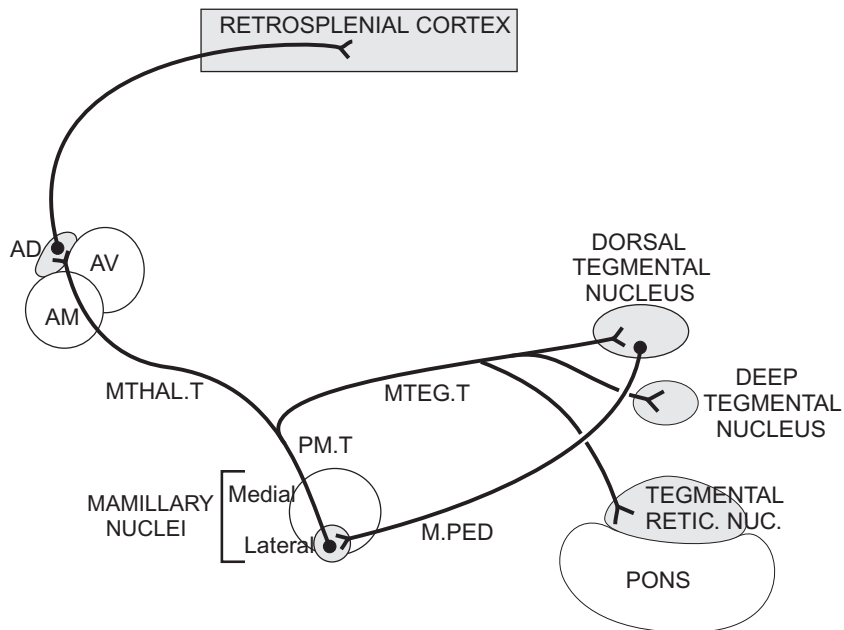 RETROSPLENIAL CORTEX
AD
AV
AM
DORSAL
TEGMENTAL
NUCLEUS
MTHAL.T
MTEG.T
DEEP
TEGMENTAL
NUCLEUS
PM.T
MAMILLARY
NUCLEI
Medial
Lateral
M.PED
TEGMENTAL
RETIC. NUC.
PONS